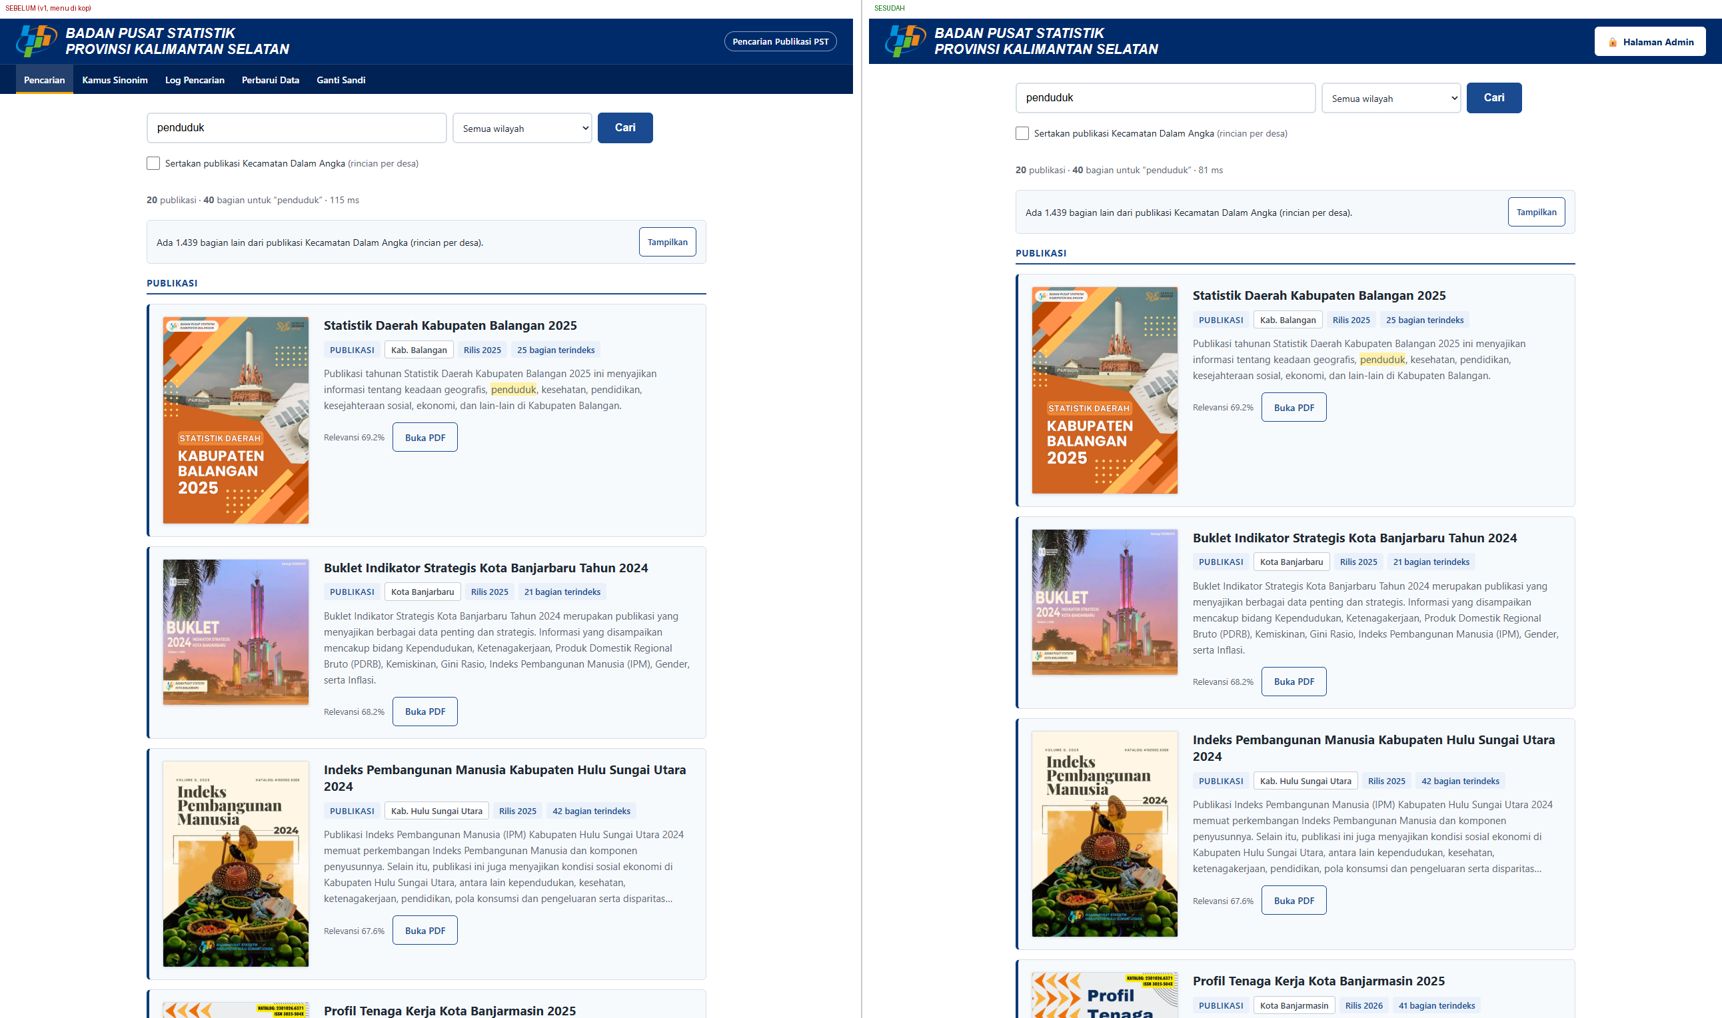 SEBELUM (v1, menu di kop)
BADAN PUSAT STATISTIK
PROVINSI KALIMANTAN SELATAN
Pencarian Publikasi PST
Pencarian
Kamus Sinonim
Log Pencarian
Perbarui Data
Ganti Sandi
penduduk
Semua wilayah
Cari
Sertakan publikasi Kecamatan Dalam Angka (rincian per desa)
20 publikasi · 40 bagian untuk "penduduk" · 115 ms
Ada 1.439 bagian lain dari publikasi Kecamatan Dalam Angka (rincian per desa).
Tampilkan
PUBLIKASI
STATISTIK DAERAH
KABUPATEN
BALANGAN
2025
Statistik Daerah Kabupaten Balangan 2025
PUBLIKASI
Kab. Balangan
Rilis 2025
25 bagian terindeks
Publikasi tahunan Statistik Daerah Kabupaten Balangan 2025 ini menyajikan
informasi tentang keadaan geografis, penduduk, kesehatan, pendidikan,
kesejahteraan sosial, ekonomi, dan lain-lain di Kabupaten Balangan.
Relevansi 69.2%
Buka PDF
BUKLET
2024
Buklet Indikator Strategis Kota Banjarbaru Tahun 2024
PUBLIKASI
Kota Banjarbaru
Rilis 2025
21 bagian terindeks
Buklet Indikator Strategis Kota Banjarbaru Tahun 2024 merupakan publikasi yang
menyajikan berbagai data penting dan strategis. Informasi yang disampaikan
mencakup bidang Kependudukan, Ketenagakerjaan, Produk Domestik Regional
Bruto (PDRB), Kemiskinan, Gini Rasio, Indeks Pembangunan Manusia (IPM), Gender,
serta Inflasi.
Relevansi 68.2%
Buka PDF
Indeks
Pembangunan
Manusia
2024
Indeks Pembangunan Manusia Kabupaten Hulu Sungai Utara
2024
PUBLIKASI
Kab. Hulu Sungai Utara
Rilis 2025
42 bagian terindeks
Publikasi Indeks Pembangunan Manusia (IPM) Kabupaten Hulu Sungai Utara 2024
memuat perkembangan Indeks Pembangunan Manusia dan komponen
penyusunnya. Selain itu, publikasi ini juga menyajikan kondisi sosial ekonomi di
Kabupaten Hulu Sungai Utara, antara lain kependudukan, kesehatan,
ketenagakerjaan, pendidikan, pola konsumsi dan pengeluaran serta disparitas...
Relevansi 67.6%
Buka PDF
Profil Tenaga Kerja Kota Banjarmasin 2025
SESUDAH
BADAN PUSAT STATISTIK
PROVINSI KALIMANTAN SELATAN
Halaman Admin
penduduk
Semua wilayah
Cari
Sertakan publikasi Kecamatan Dalam Angka (rincian per desa)
20 publikasi · 40 bagian untuk "penduduk" · 81 ms
Ada 1.439 bagian lain dari publikasi Kecamatan Dalam Angka (rincian per desa).
Tampilkan
PUBLIKASI
STATISTIK DAERAH
KABUPATEN
BALANGAN
2025
Statistik Daerah Kabupaten Balangan 2025
PUBLIKASI
Kab. Balangan
Rilis 2025
25 bagian terindeks
Publikasi tahunan Statistik Daerah Kabupaten Balangan 2025 ini menyajikan
informasi tentang keadaan geografis, penduduk, kesehatan, pendidikan,
kesejahteraan sosial, ekonomi, dan lain-lain di Kabupaten Balangan.
Relevansi 69.2%
Buka PDF
BUKLET
2024
Buklet Indikator Strategis Kota Banjarbaru Tahun 2024
PUBLIKASI
Kota Banjarbaru
Rilis 2025
21 bagian terindeks
Buklet Indikator Strategis Kota Banjarbaru Tahun 2024 merupakan publikasi yang
menyajikan berbagai data penting dan strategis. Informasi yang disampaikan
mencakup bidang Kependudukan, Ketenagakerjaan, Produk Domestik Regional
Bruto (PDRB), Kemiskinan, Gini Rasio, Indeks Pembangunan Manusia (IPM), Gender,
serta Inflasi.
Relevansi 68.2%
Buka PDF
Indeks
Pembangunan
Manusia
2024
Indeks Pembangunan Manusia Kabupaten Hulu Sungai Utara
2024
PUBLIKASI
Kab. Hulu Sungai Utara
Rilis 2025
42 bagian terindeks
Publikasi Indeks Pembangunan Manusia (IPM) Kabupaten Hulu Sungai Utara 2024
memuat perkembangan Indeks Pembangunan Manusia dan komponen
penyusunnya. Selain itu, publikasi ini juga menyajikan kondisi sosial ekonomi di
Kabupaten Hulu Sungai Utara, antara lain kependudukan, kesehatan,
ketenagakerjaan, pendidikan, pola konsumsi dan pengeluaran serta disparitas...
Relevansi 67.6%
Buka PDF
Profil
Tenaga
Profil Tenaga Kerja Kota Banjarmasin 2025
PUBLIKASI
Kota Banjarmasin
Rilis 2026
41 bagian terindeks